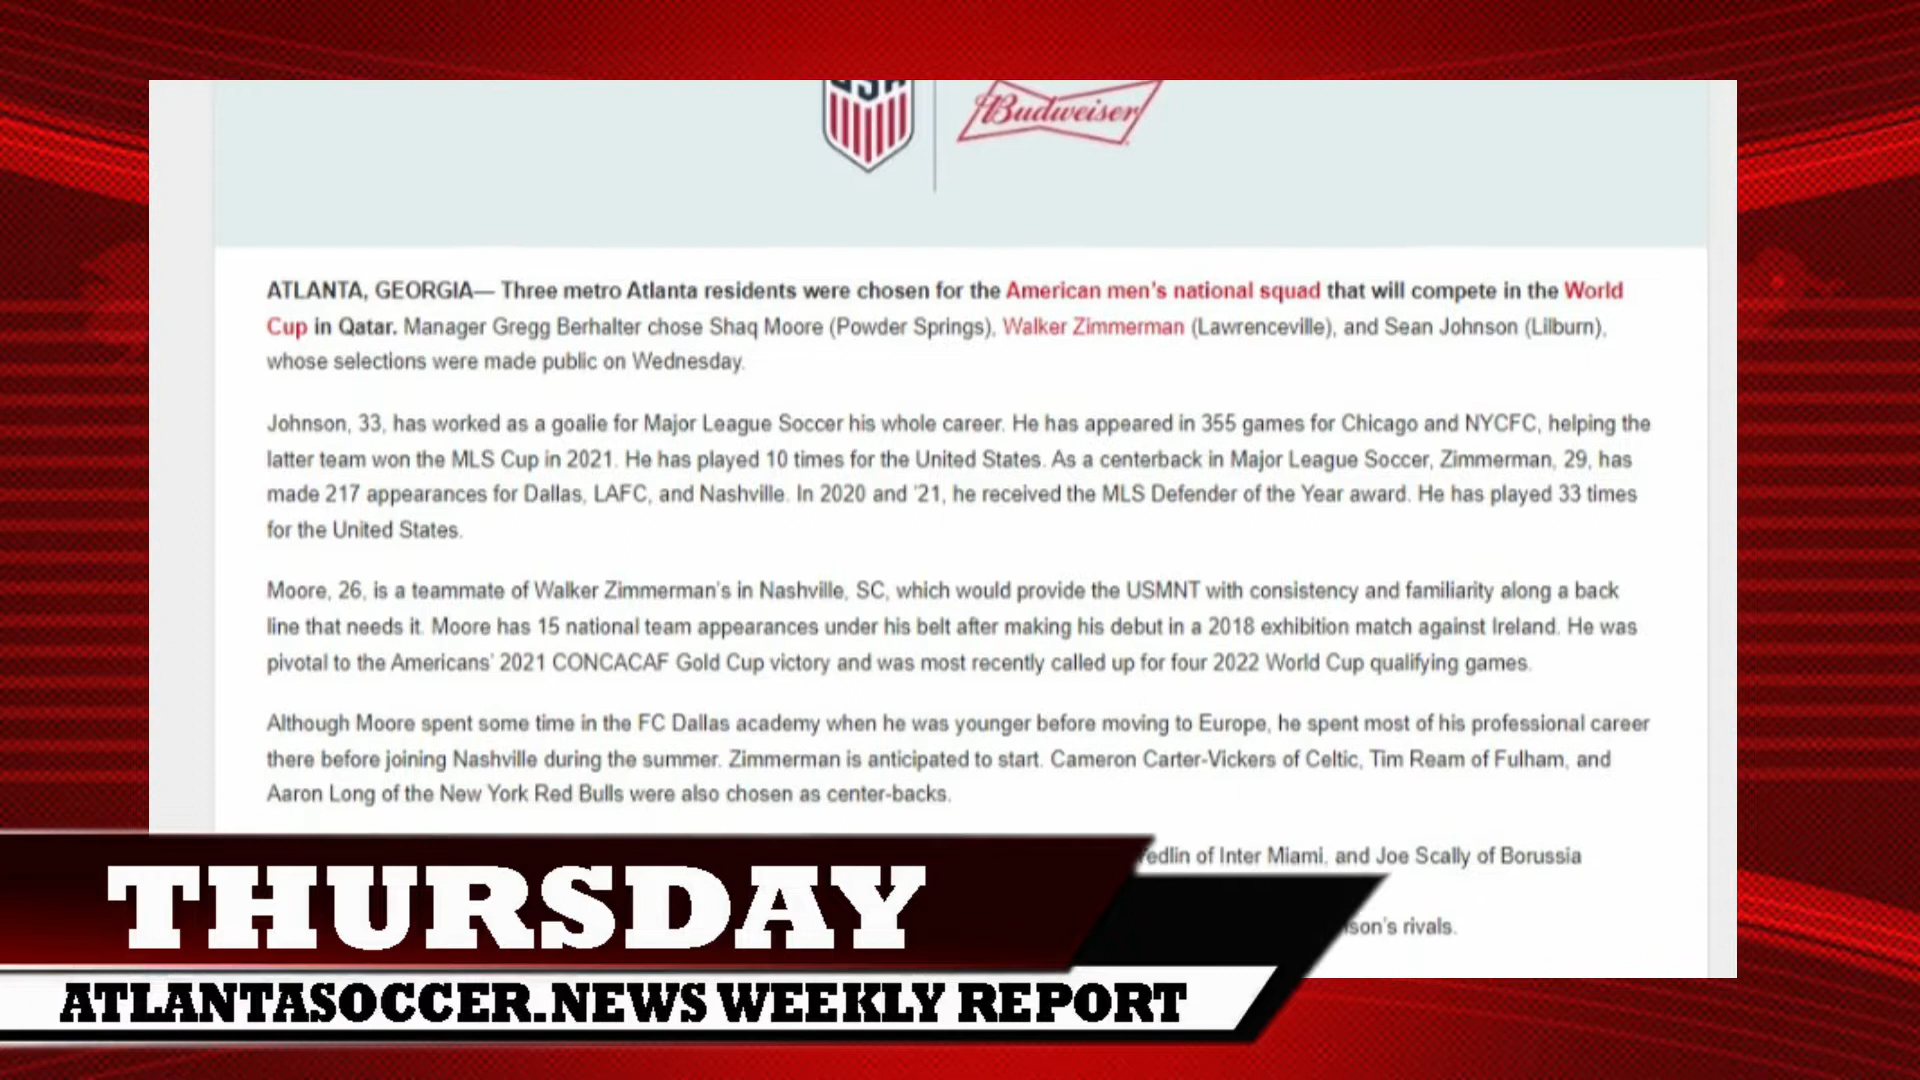 USA
Budweiser
ATLANTA, GEORGIA— Three metro Atlanta residents were chosen for the American men's national squad that will compete in the World
Cup in Qatar. Manager Gregg Berhalter chose Shaq Moore (Powder Springs), Walker Zimmerman (Lawrenceville), and Sean Johnson (Lilburn),
whose selections were made public on Wednesday.
Johnson, 33, has worked as a goalie for Major League Soccer his whole career. He has appeared in 355 games for Chicago and NYCFC, helping the
latter team won the MLS Cup in 2021. He has played 10 times for the United States. As a centerback in Major League Soccer, Zimmerman, 29, has
made 217 appearances for Dallas, LAFC, and Nashville. In 2020 and '21, he received the MLS Defender of the Year award. He has played 33 times
for the United States.
Moore, 26, is a teammate of Walker Zimmerman's in Nashville, SC, which would provide the USMNT with consistency and familiarity along a back
line that needs it. Moore has 15 national team appearances under his belt after making his debut in a 2018 exhibition match against Ireland. He was
pivotal to the Americans' 2021 CONCACAF Gold Cup victory and was most recently called up for four 2022 World Cup qualifying games.
Although Moore spent some time in the FC Dallas academy when he was younger before moving to Europe, he spent most of his professional career
there before joining Nashville during the summer. Zimmerman is anticipated to start. Cameron Carter-Vickers of Celtic, Tim Ream of Fulham, and
Aaron Long of the New York Red Bulls were also chosen as center-backs.
edlin of Inter Miami, and Joe Scally of Borussia
son's rivals.
THURSDAY
ATLANTASOCCER.NEWS WEEKLY REPORT